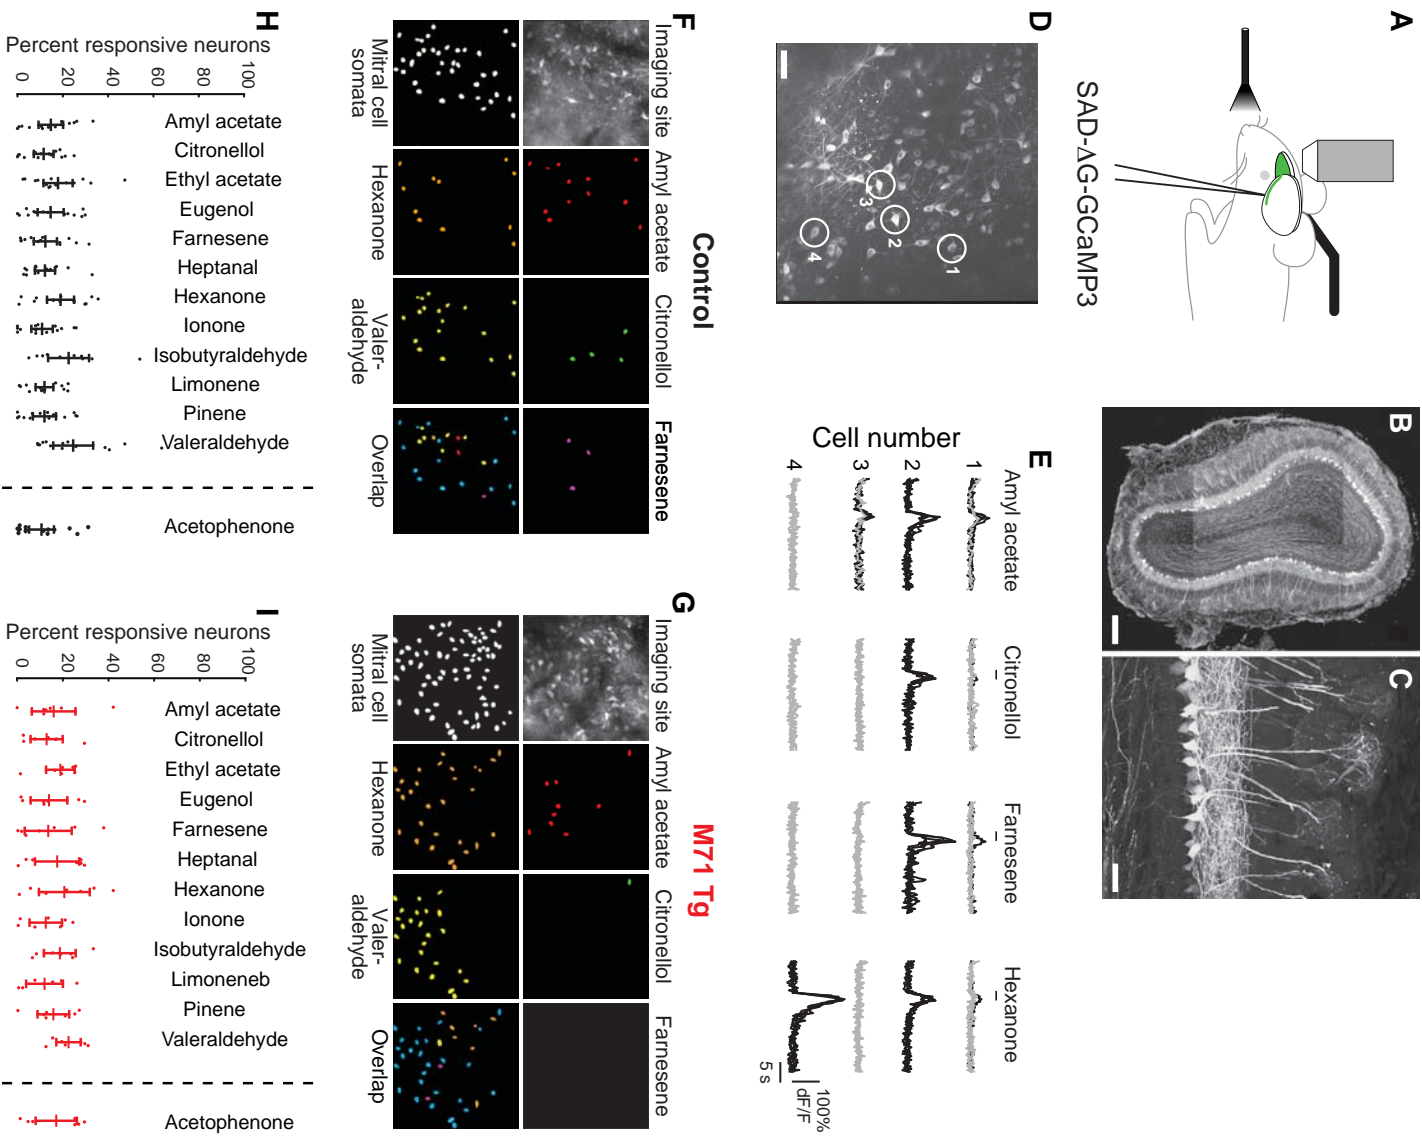 A
SAD-ΔG-GCaMP3
B
C
D
1
2
3
4
E
Cell number
1
2
3
4
Amyl acetate
Citronellol
Farnesene
Hexanone
100%
dF/F
5 s
F
Control
Imaging site
Amyl acetate
Citronellol
Farnesene
Mitral cell
somata
Hexanone
Valer-
aldehyde
Overlap
G
M71 Tg
Imaging site
Amyl acetate
Citronellol
Farnesene
Mitral cell
somata
Hexanone
Valer-
aldehyde
Overlap
H
Percent responsive neurons
0
20
40
60
80
100
Amyl acetate
Citronellol
Ethyl acetate
Eugenol
Farnesene
Heptanal
Hexanone
Ionone
Isobutyraldehyde
Limonene
Pinene
Valeraldehyde
Acetophenone
I
Percent responsive neurons
0
20
40
60
80
100
Amyl acetate
Citronellol
Ethyl acetate
Eugenol
Farnesene
Heptanal
Hexanone
Ionone
Isobutyraldehyde
Limoneneb
Pinene
Valeraldehyde
Acetophenone